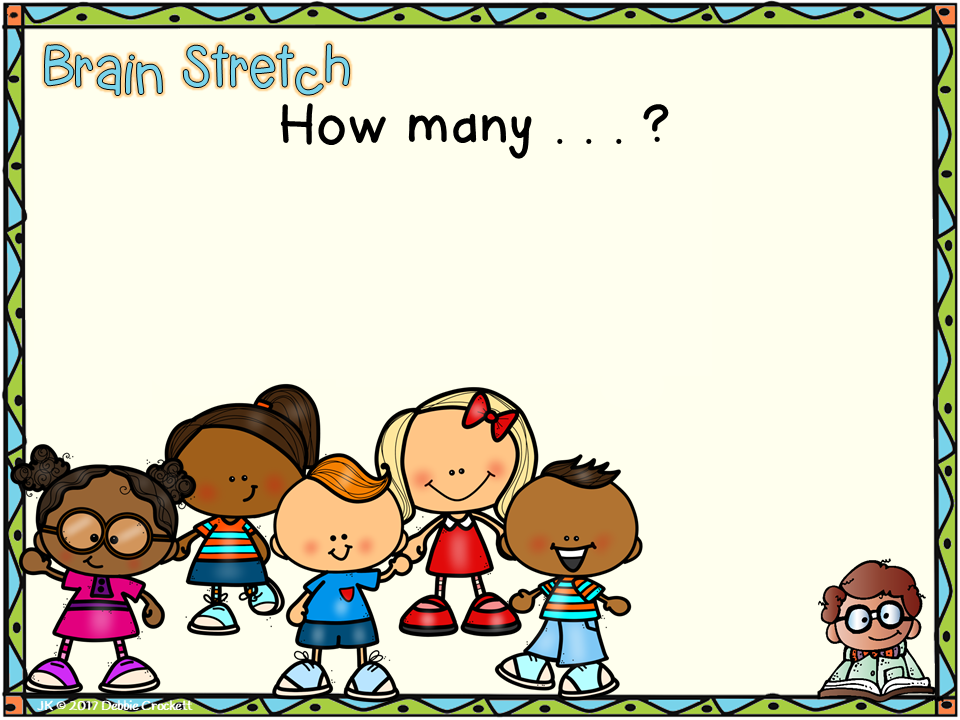 Brain Stretch
How many . . . ?
JK © 2017 Debbie Crockett